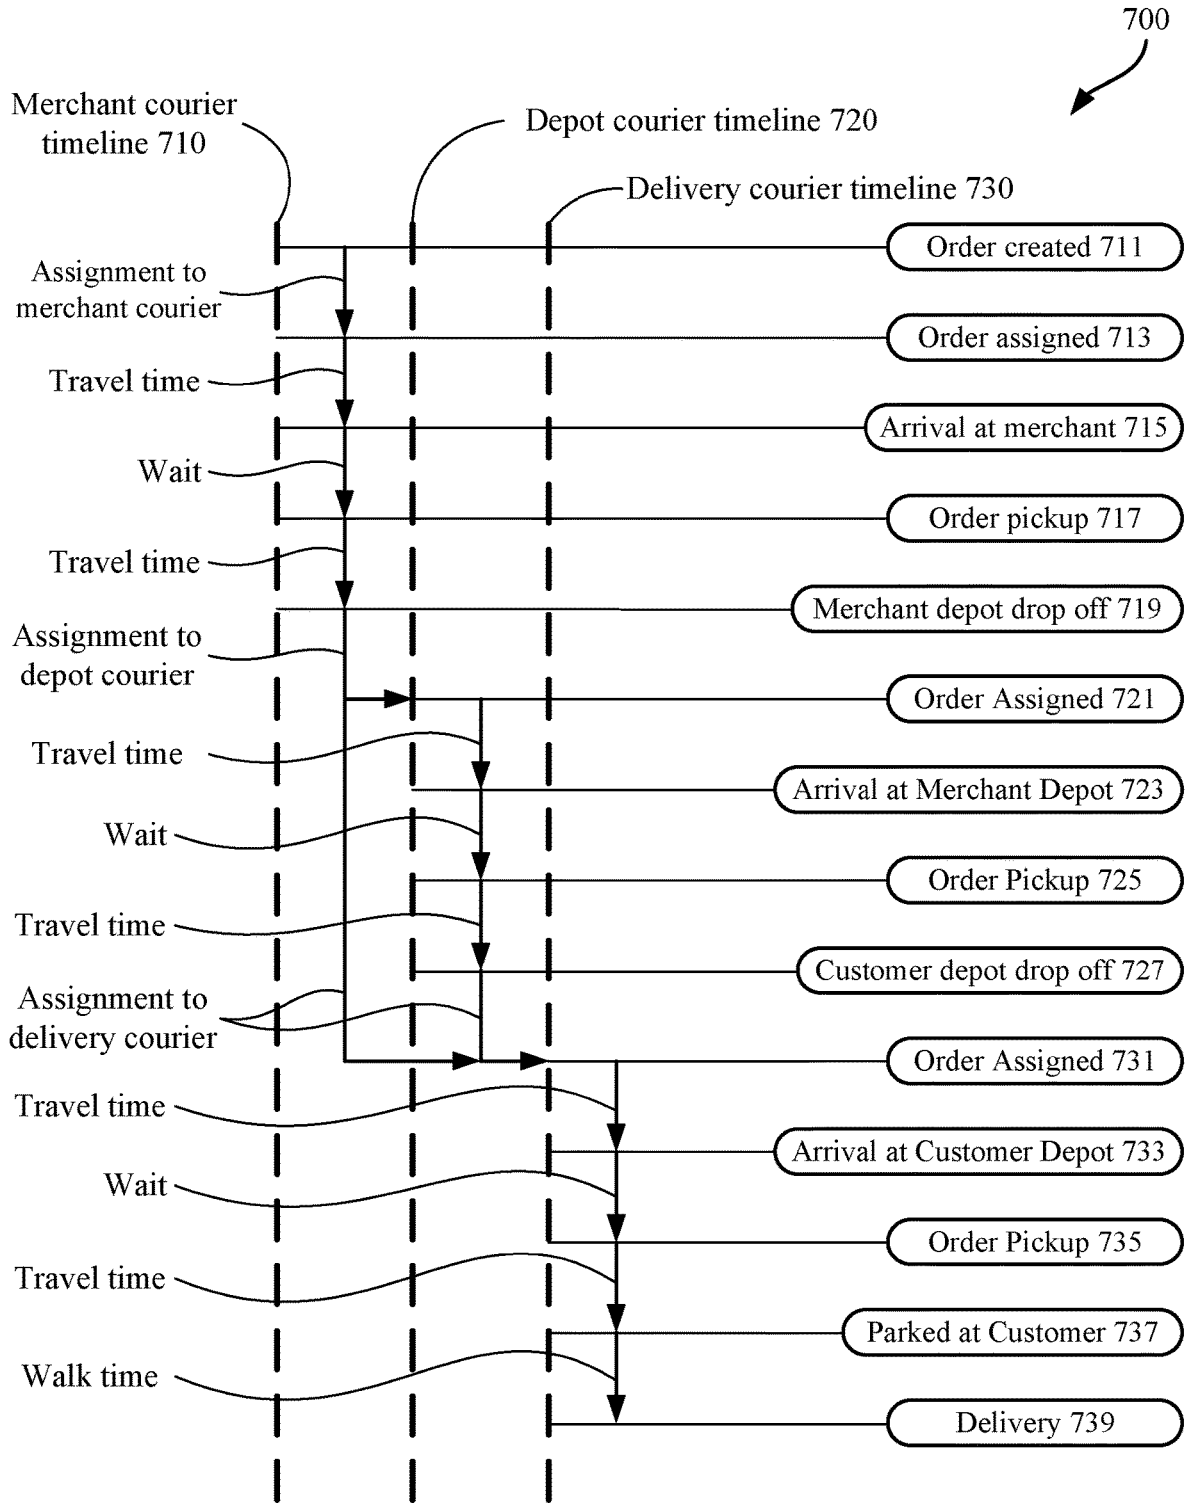 700
Merchant courier
timeline 710
Depot courier timeline 720
Delivery courier timeline 730
Order created 711
Assignment to
merchant courier
Order assigned 713
Travel time
Arrival at merchant 715
Wait
Order pickup 717
Travel time
Merchant depot drop off 719
Assignment to
depot courier
Order Assigned 721
Travel time
Arrival at Merchant Depot 723
Wait
Order Pickup 725
Travel time
Customer depot drop off 727
Assignment to
delivery courier
Order Assigned 731
Travel time
Arrival at Customer Depot 733
Wait
Order Pickup 735
Travel time
Parked at Customer 737
Walk time
Delivery 739